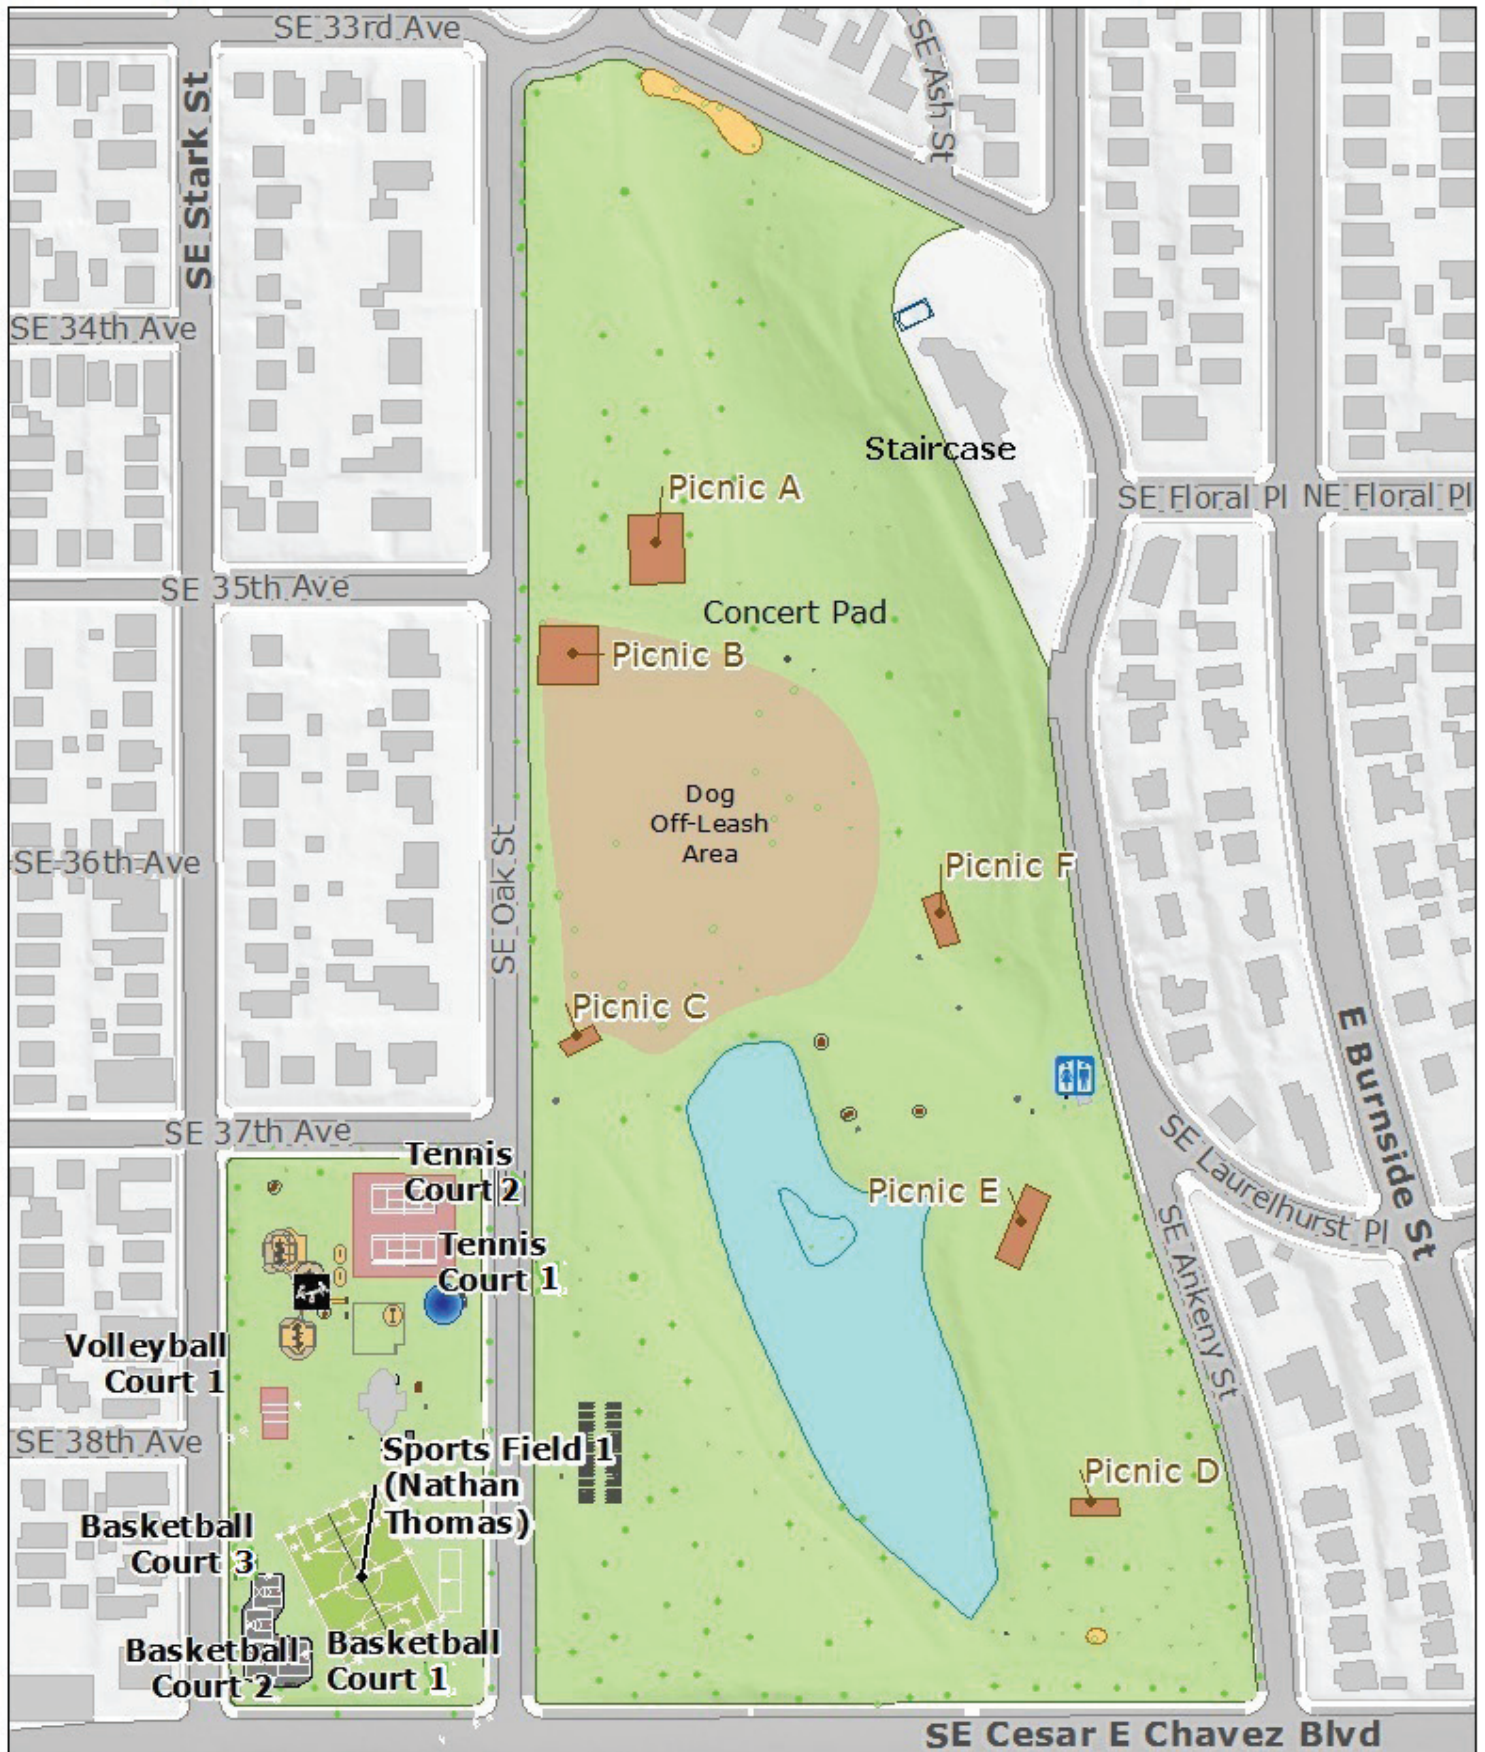 SE 33rd Ave
SE Ash St
SE Stark St
SE 34th Ave
Staircase
Picnic A
SE Floral Pl
NE Floral Pl
SE 35th Ave
Concert Pad
Picnic B
Dog
Off-Leash
Area
SE 36th Ave
SE Oak St
Picnic F
Picnic C
E Burnside St
SE 37th Ave
Tennis
Court 2
SE Laurelhurst Pl
Picnic E
Tennis
Court 1
SE Ankeny St
Volleyball
Court 1
SE 38th Ave
Sports Field 1
(Nathan
Thomas)
Picnic D
Basketball
Court 3
Basketball
Court 2
Basketball
Court 1
SE Cesar E Chavez Blvd